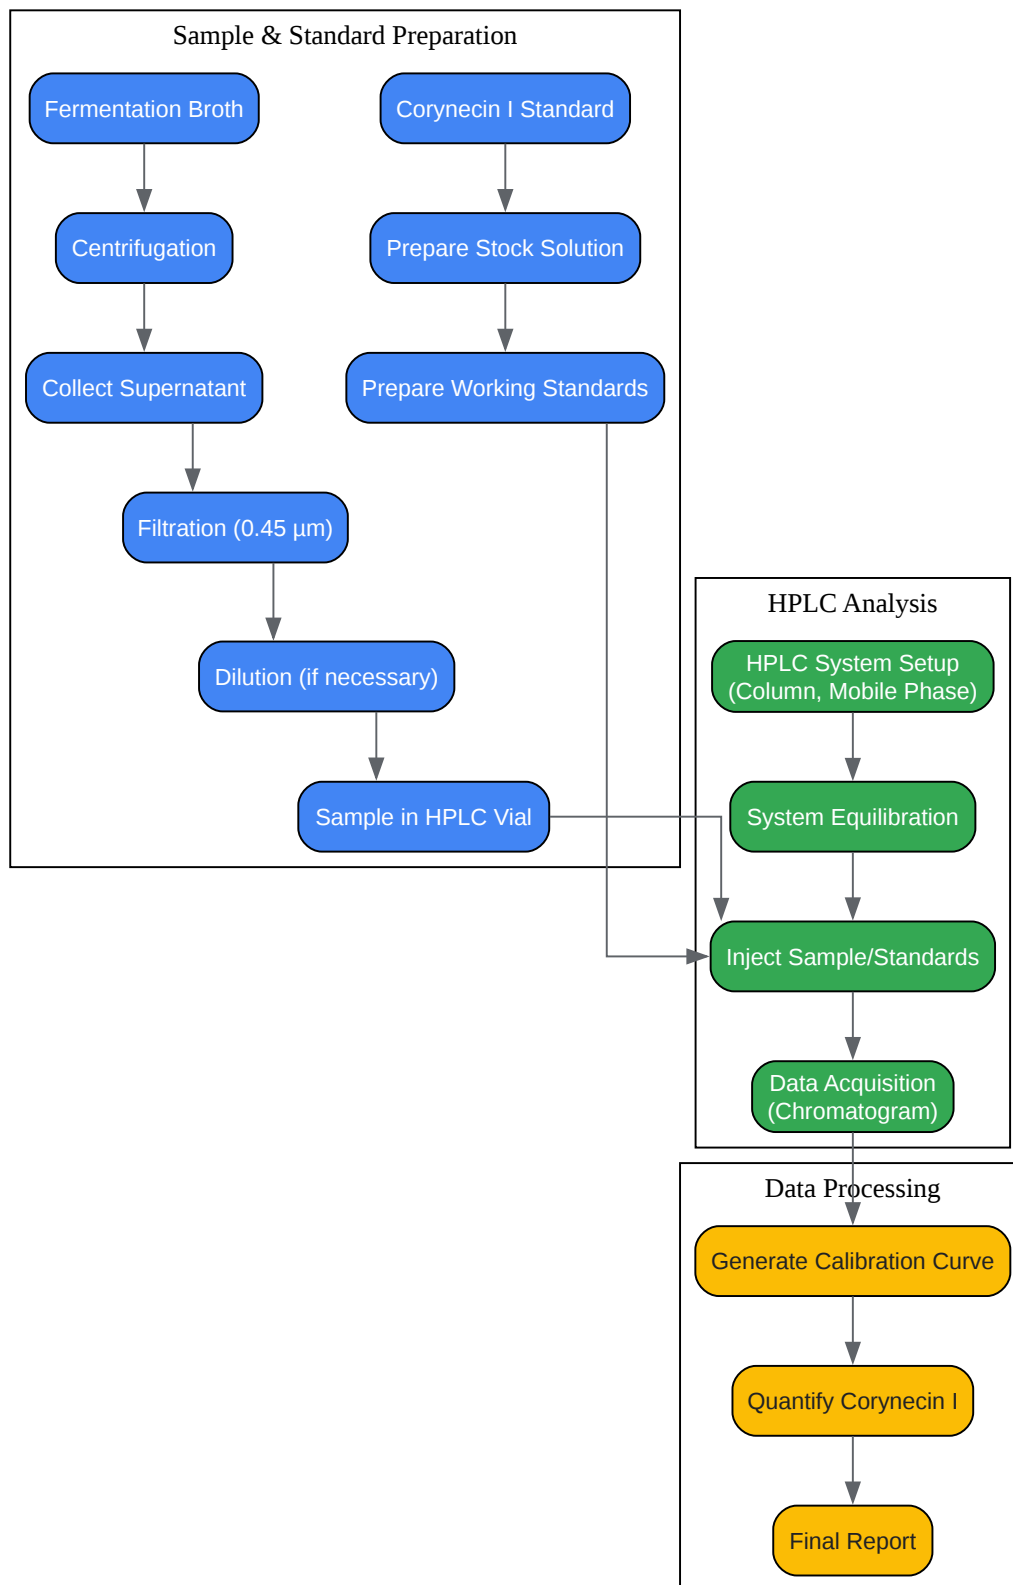 Sample & Standard Preparation
Fermentation Broth
Corynecin I Standard
Centrifugation
Prepare Stock Solution
Collect Supernatant
Prepare Working Standards
Filtration (0.45 µm)
Dilution (if necessary)
Sample in HPLC Vial
HPLC Analysis
HPLC System Setup
(Column, Mobile Phase)
System Equilibration
Inject Sample/Standards
Data Acquisition
(Chromatogram)
Data Processing
Generate Calibration Curve
Quantify Corynecin I
Final Report